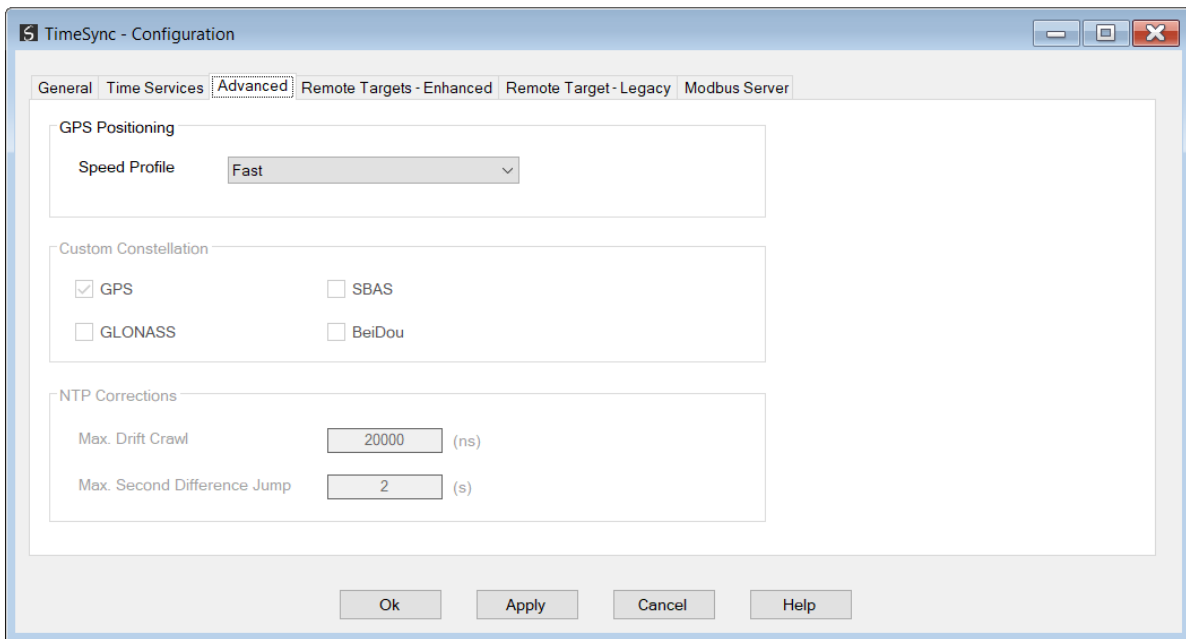 TimeSync - Configuration
General Time Services Advanced Remote Targets - Enhanced Remote Target - Legacy Modbus Server
GPS Positioning
Speed Profile Fast
Custom Constellation
GPS SBAS
GLONASS BeiDou
NTP Corrections
Max. Drift Crawl 20000 (ns)
Max. Second Difference Jump 2 (s)
Ok Apply Cancel Help